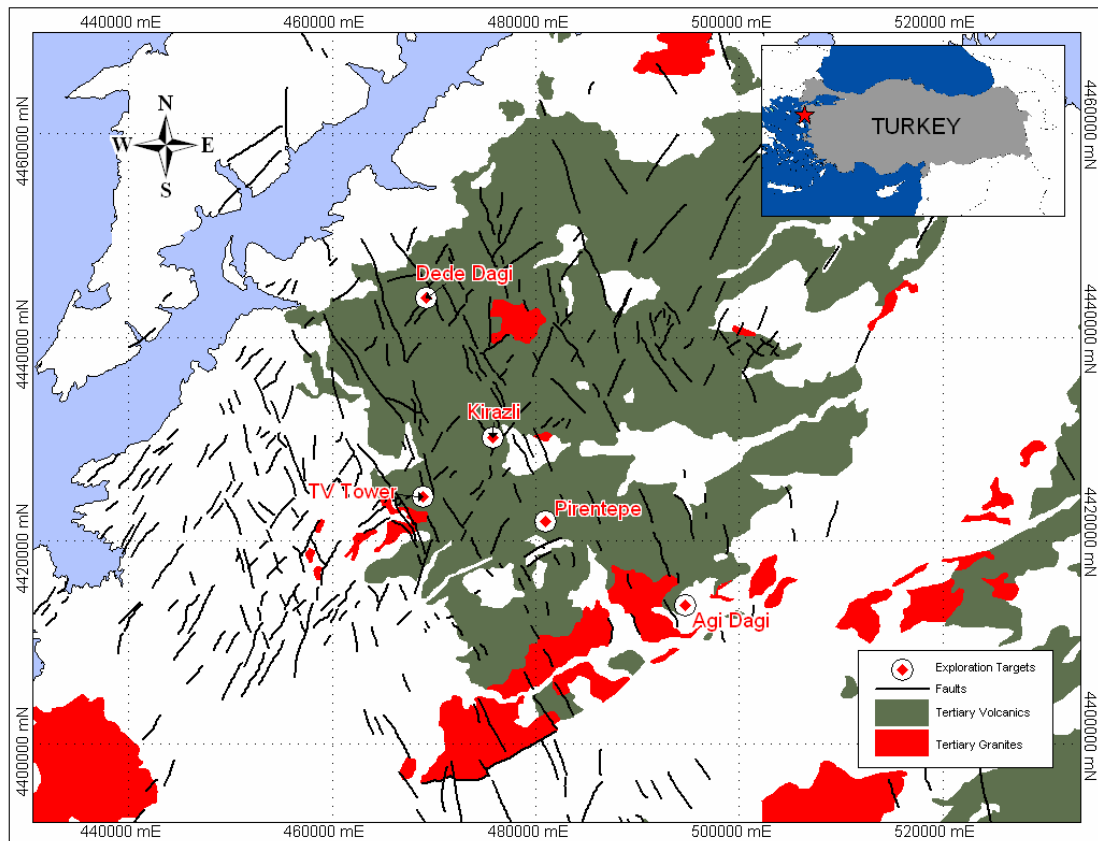 440000 mE
460000 mE
480000 mE
500000 mE
520000 mE
4460000 mN
4460000 mN
N
W
E
S
TURKEY
Dede Dagi
4440000 mN
4440000 mN
Kirazli
TV Tower
Pirentepe
4420000 mN
4420000 mN
Agi Dagi
Exploration Targets
Faults
Tertiary Volcanics
Tertiary Granites
4400000 mN
4400000 mN
440000 mE
460000 mE
480000 mE
500000 mE
520000 mE